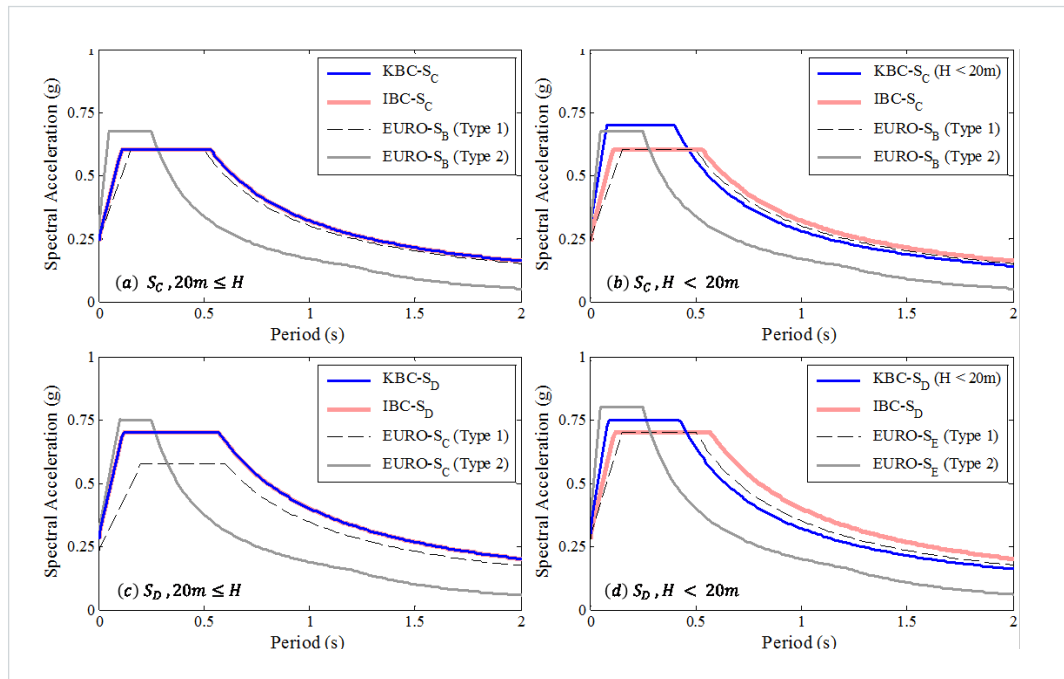 1
0.75
0.5
0.25
0
0
0.5
1
1.5
2
Spectral Acceleration (g)
Period (s)
KBC-S_C
IBC-S_C
EURO-S_B (Type 1)
EURO-S_B (Type 2)
(a) S_C, 20m ≤ H
1
0.75
0.5
0.25
0
0
0.5
1
1.5
2
Spectral Acceleration (g)
Period (s)
KBC-S_C (H < 20m)
IBC-S_C
EURO-S_B (Type 1)
EURO-S_B (Type 2)
(b) S_C, H < 20m
1
0.75
0.5
0.25
0
0
0.5
1
1.5
2
Spectral Acceleration (g)
Period (s)
KBC-S_D
IBC-S_D
EURO-S_C (Type 1)
EURO-S_C (Type 2)
(c) S_D, 20m ≤ H
1
0.75
0.5
0.25
0
0
0.5
1
1.5
2
Spectral Acceleration (g)
Period (s)
KBC-S_D (H < 20m)
IBC-S_D
EURO-S_E (Type 1)
EURO-S_E (Type 2)
(d) S_D, H < 20m